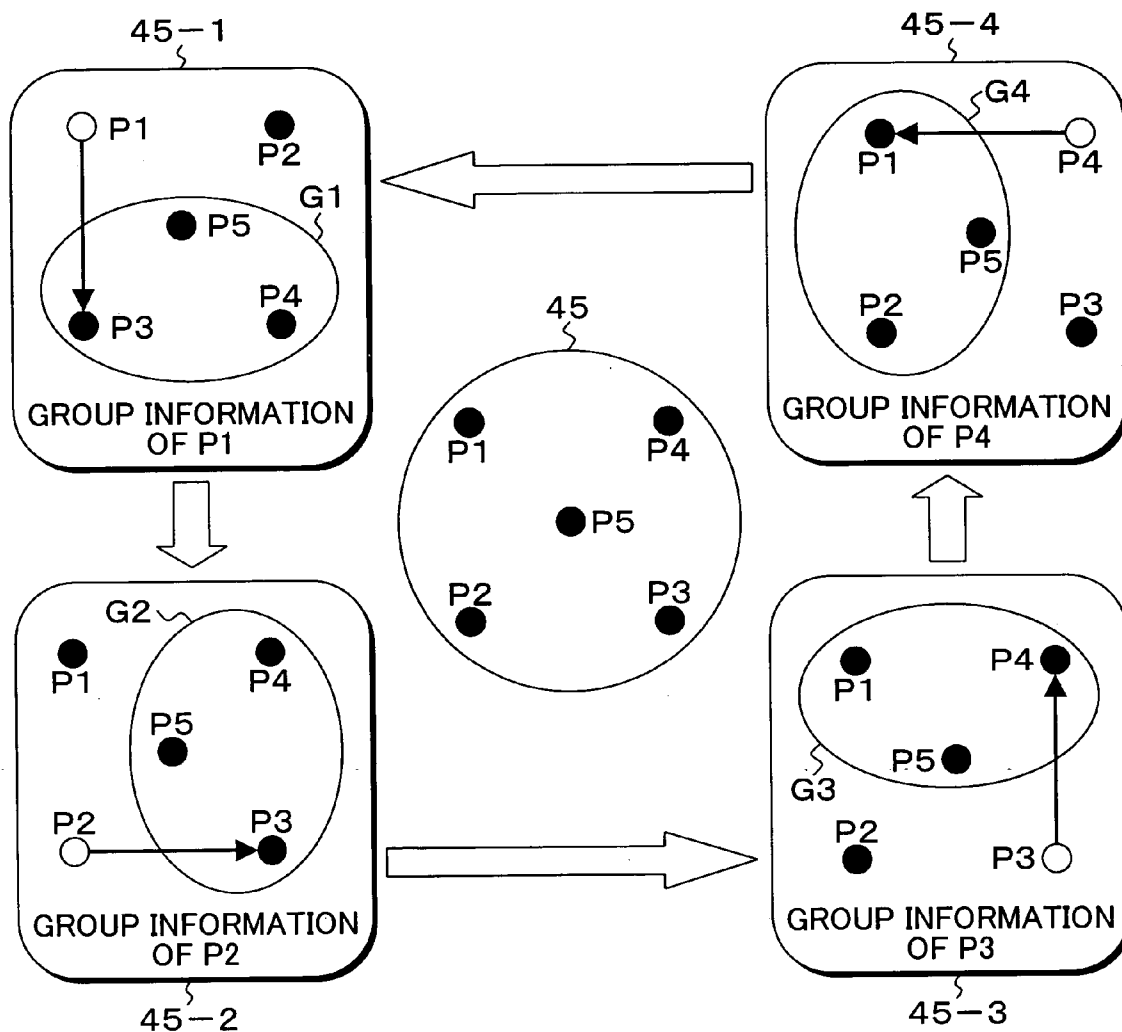 45-1
P1
P2
G1
P5
P4
P3
GROUP INFORMATION
OF P1
45-4
G4
P1
P4
P5
P2
P3
GROUP INFORMATION
OF P4
45
P1
P4
P5
P2
P3
G2
P1
P4
P5
P2
P3
GROUP INFORMATION
OF P2
45-2
P4
P1
P5
G3
P2
P3
GROUP INFORMATION
OF P3
45-3